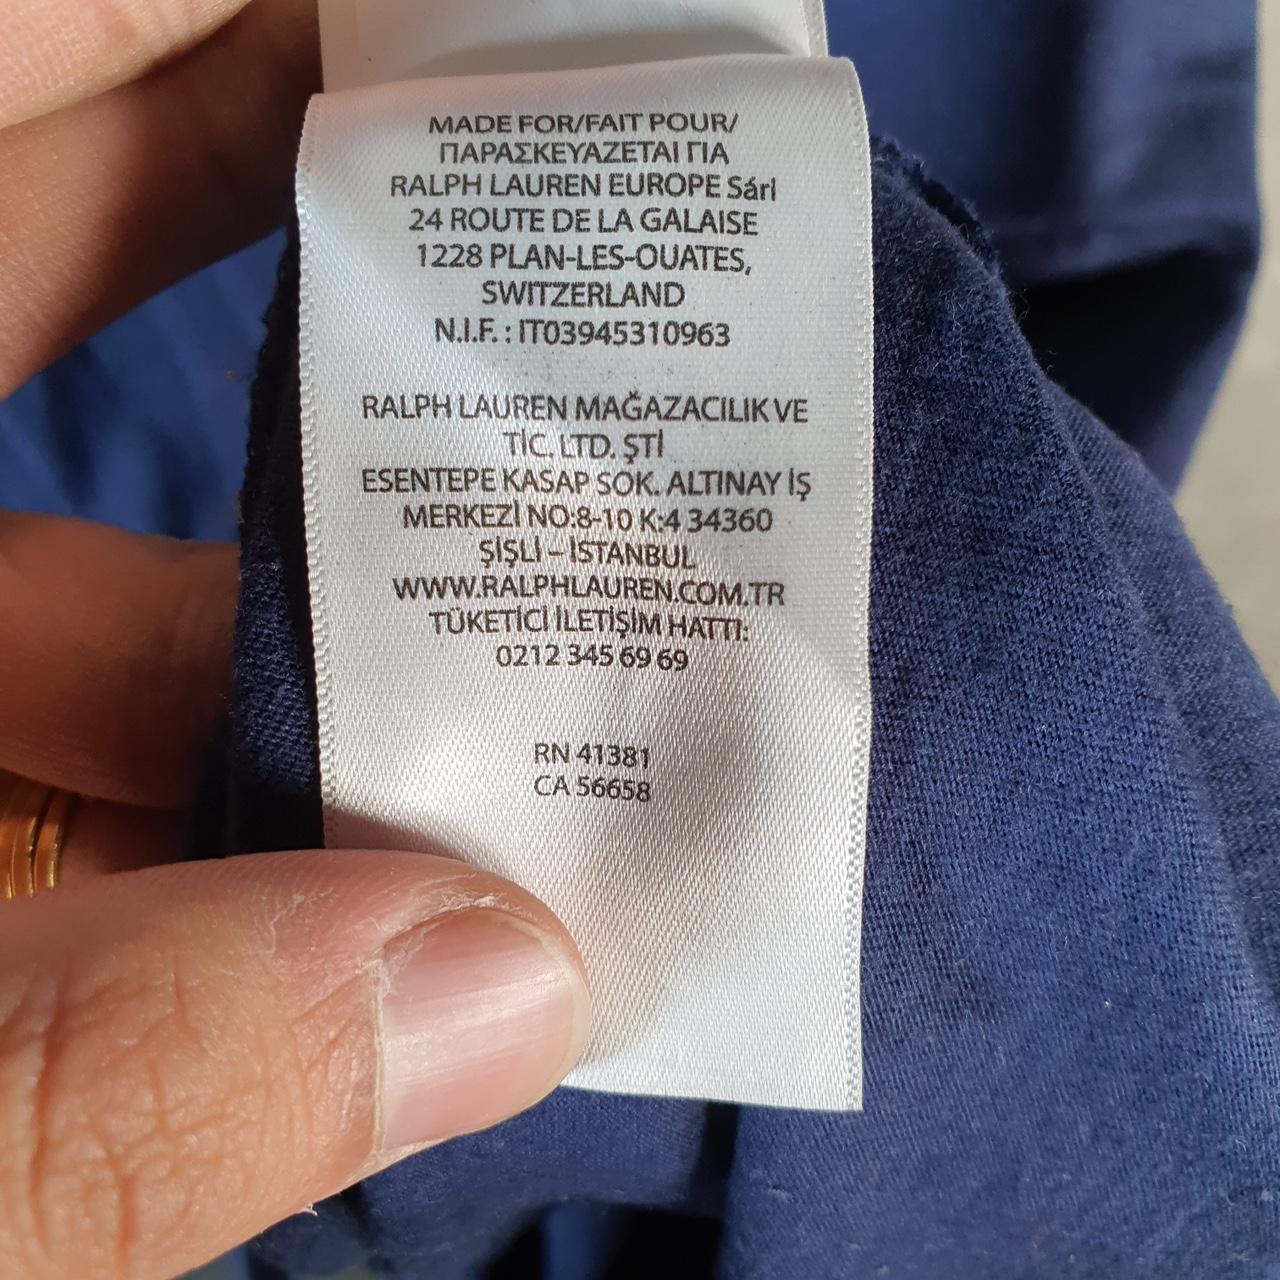 MADE FOR/FAIT POUR/
ΠΑΡΑΣΚΕΥΑΖΕΤΑΙ ΓΙΑ
RALPH LAUREN EUROPE Sárl
24 ROUTE DE LA GALAISE
1228 PLAN-LES-OUATES,
SWITZERLAND
N.I.F. : IT03945310963
RALPH LAUREN MAĞAZACILIK VE
TİC. LTD. ŞTİ
ESENTEPE KASAP SOK. ALTINAY İŞ
MERKEZİ NO:8-10 K:4 34360
ŞİŞLİ – İSTANBUL
WWW.RALPHLAUREN.COM.TR
TÜKETİCİ İLETİŞİM HATTI:
0212 345 69 69
RN 41381
CA 56658